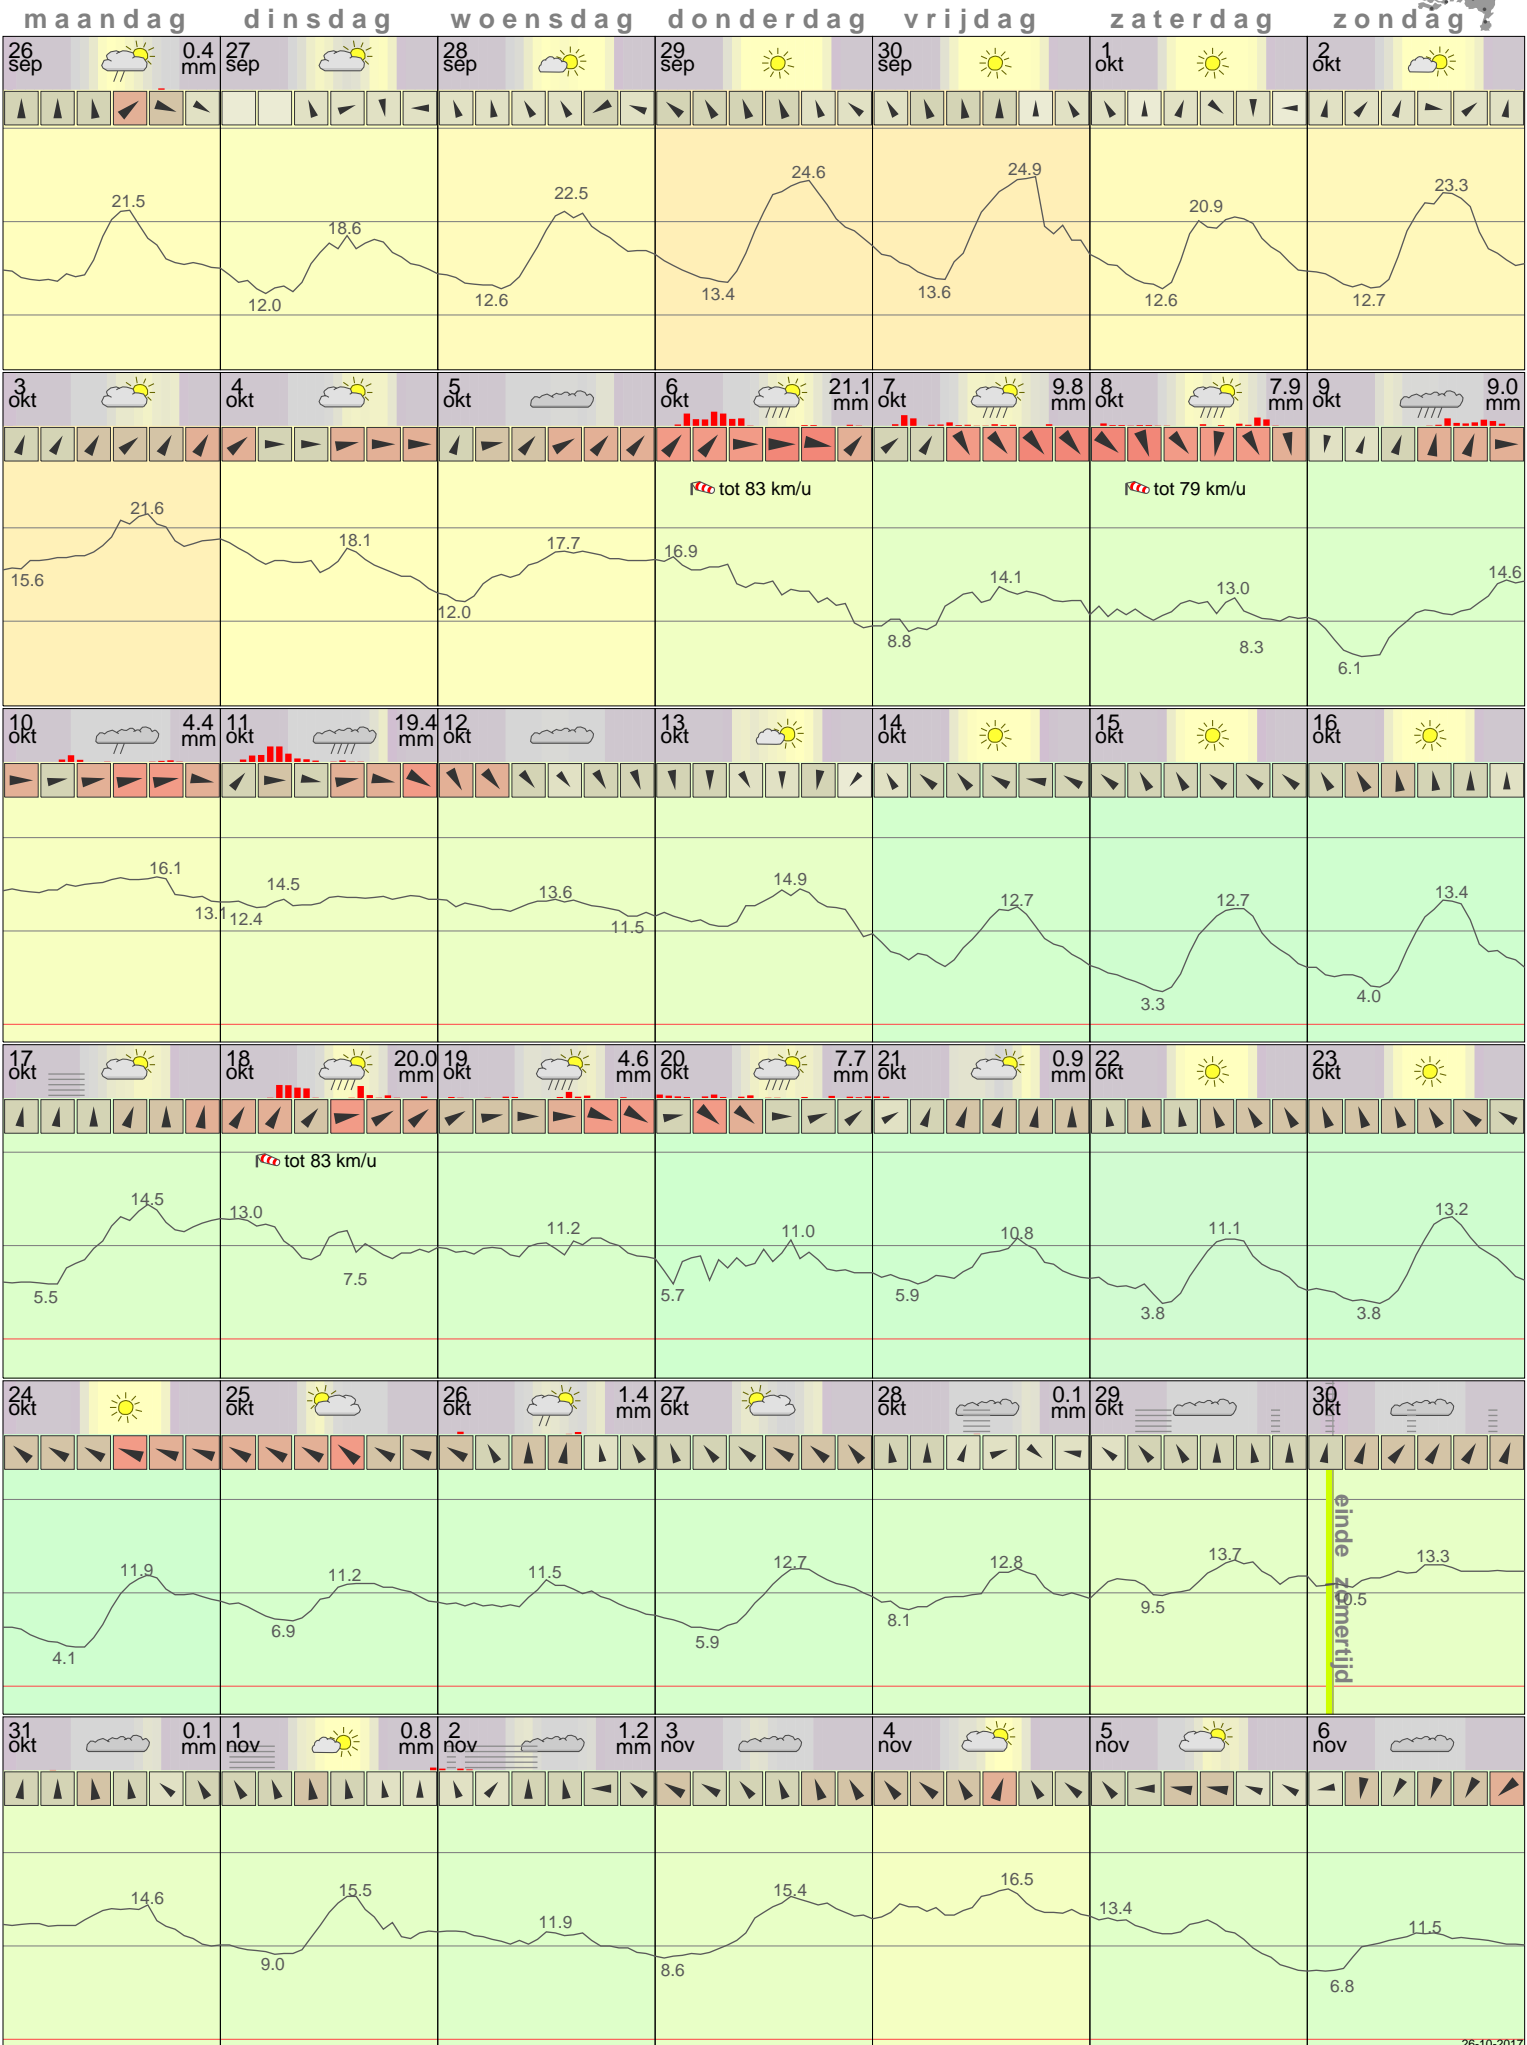 maandag dinsdag woensdag donderdag vrijdag zaterdag zondag
26 0.4 27 28 29 30 1 2
sep mm sep sep sep sep okt okt
21.5 18.6 22.5 24.6 24.9 20.9 23.3
12.0 12.6 13.4 13.6 12.6 12.7
3 4 5 6 21.1 7 9.8 8 7.9 9 9.0
okt okt okt okt mm okt mm okt mm okt mm
tot 83 km/u tot 79 km/u
21.6 18.1 17.7 16.9 14.1 13.0 14.6
15.6 12.0 8.8 8.3 6.1
10 4.4 11 19.4 12 13 14 15 16
okt mm okt mm okt okt okt okt okt
16.1 14.5 13.6 14.9 12.7 12.7 13.4
13.1 12.4 11.5 3.3 4.0
17 18 20.0 19 4.6 20 7.7 21 0.9 22 23
okt okt mm okt mm okt mm okt mm okt okt
tot 83 km/u
14.5 13.0 11.2 11.0 10.8 11.1 13.2
5.5 7.5 5.7 5.9 3.8 3.8
24 25 26 1.4 27 28 0.1 29 30
okt okt okt mm okt okt mm okt okt
einde zomertijd
11.9 11.2 11.5 12.7 12.8 13.7 13.3
4.1 6.9 5.9 8.1 9.5 10.5
31 0.1 1 0.8 2 1.2 3 4 5 6
okt mm nov mm nov mm nov nov nov nov
14.6 15.5 11.9 15.4 16.5 13.4 11.5
9.0 8.6 6.8
26-10-2017